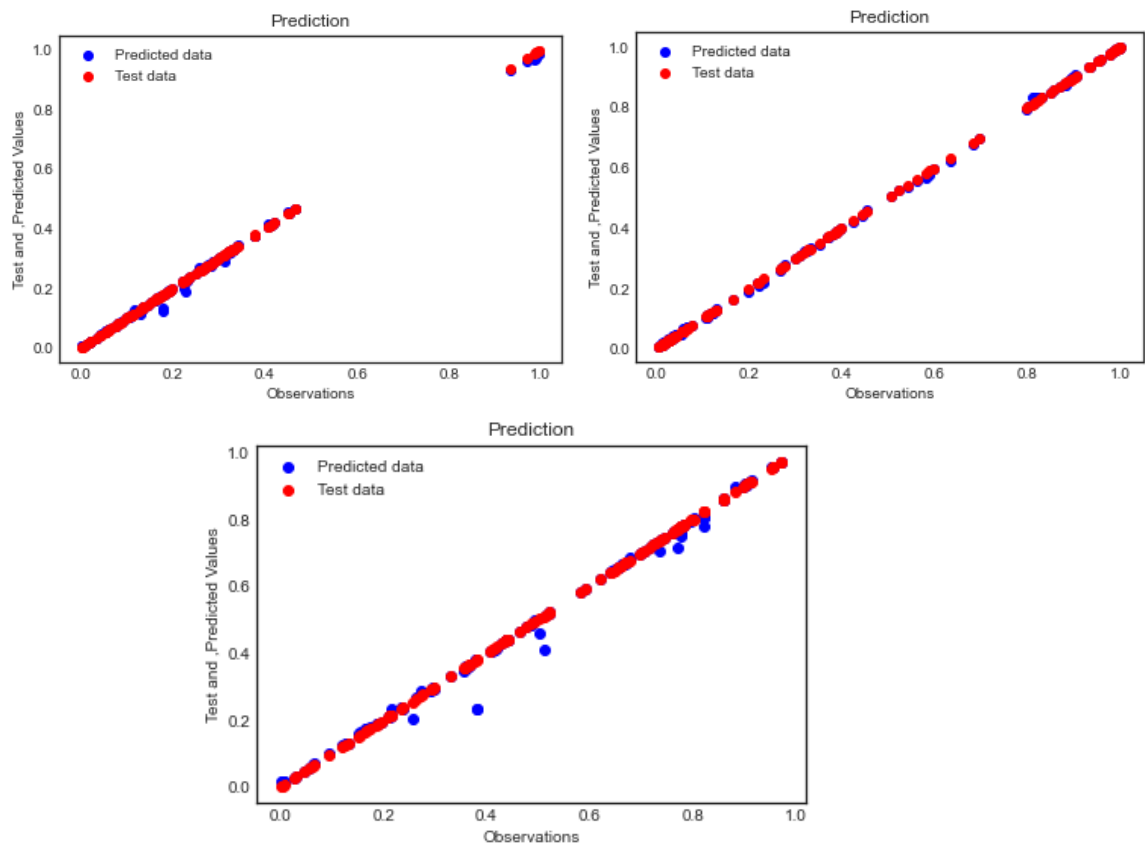 Prediction
Predicted data
Test data
Test and ,Predicted Values
1.0
0.8
0.6
0.4
0.2
0.0
0.0 0.2 0.4 0.6 0.8 1.0
Observations
Prediction
Predicted data
Test data
Test and ,Predicted Values
1.0
0.8
0.6
0.4
0.2
0.0
0.0 0.2 0.4 0.6 0.8 1.0
Observations
Prediction
Predicted data
Test data
Test and ,Predicted Values
1.0
0.8
0.6
0.4
0.2
0.0
0.0 0.2 0.4 0.6 0.8 1.0
Observations